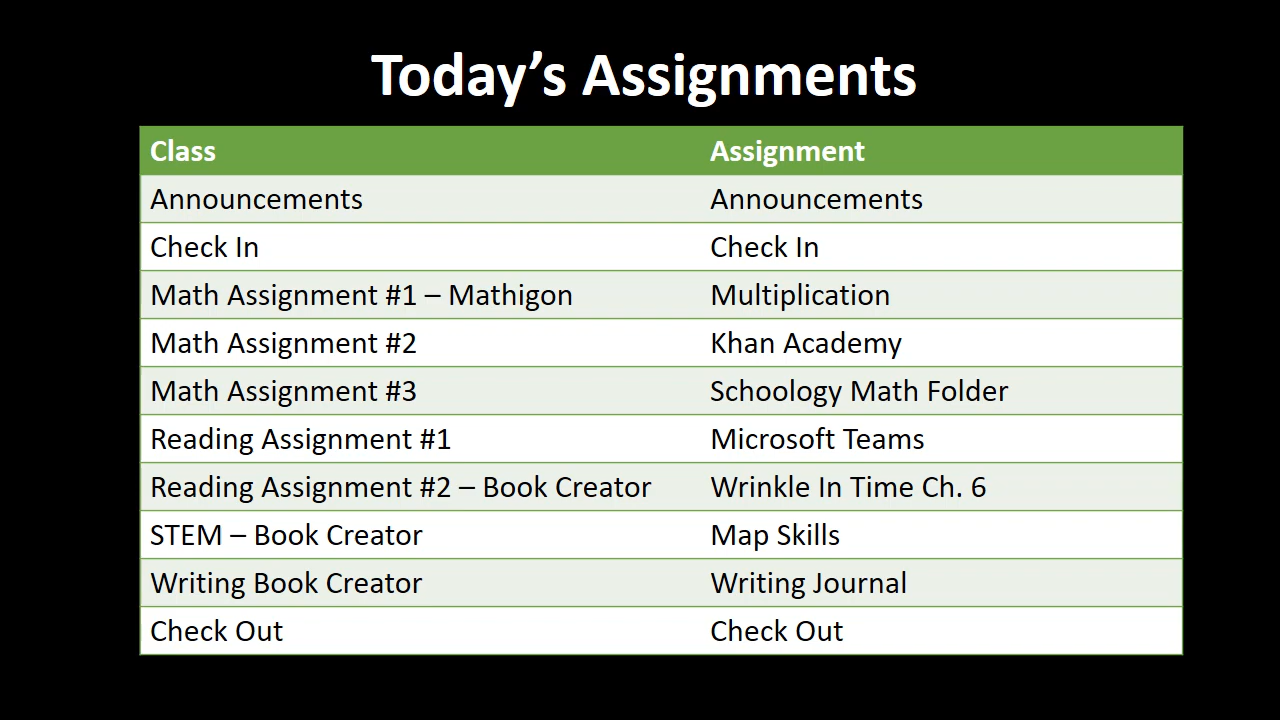 Today’s Assignments
Class Assignment
Announcements Announcements
Check In Check In
Math Assignment #1 – Mathigon Multiplication
Math Assignment #2 Khan Academy
Math Assignment #3 Schoology Math Folder
Reading Assignment #1 Microsoft Teams
Reading Assignment #2 – Book Creator Wrinkle In Time Ch. 6
STEM – Book Creator Map Skills
Writing Book Creator Writing Journal
Check Out Check Out